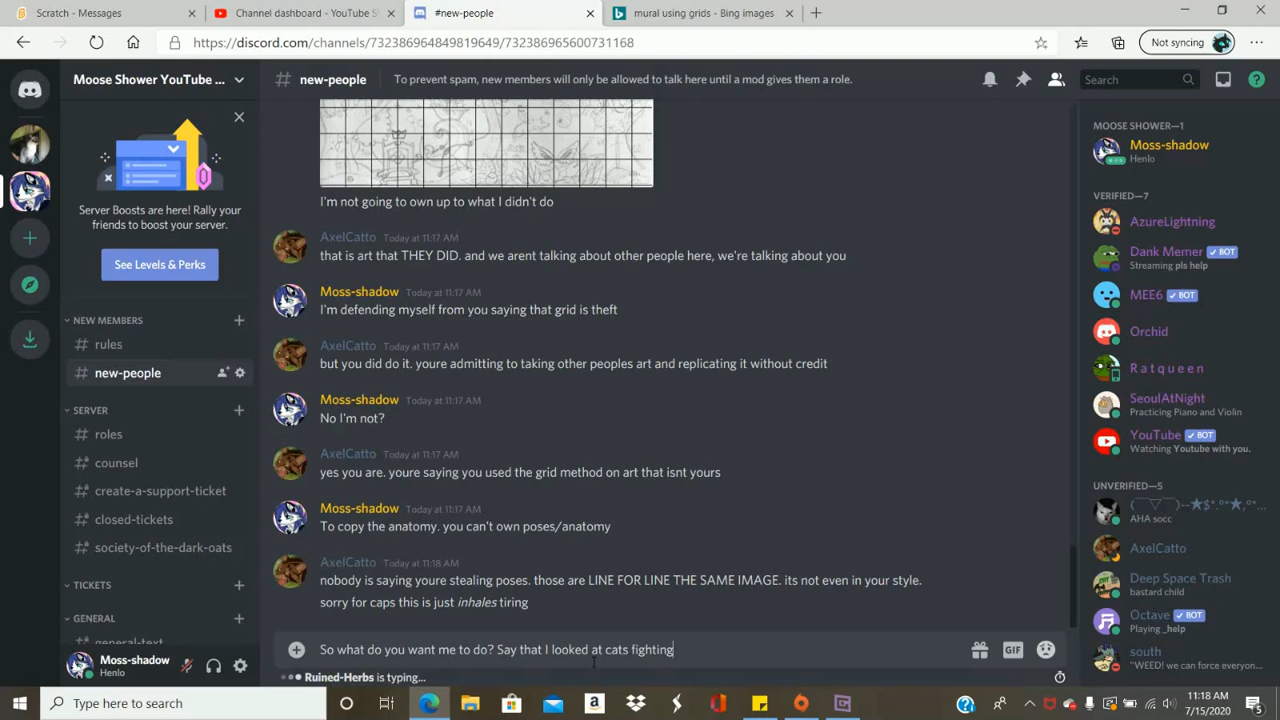 Scratch - Messages
Channel dashboard - YouTube S
#new-people
mural using grids - Bing images
https://discord.com/channels/732386964849819649/732386965600731168
Not syncing
Moose Shower YouTube ...
# new-people
To prevent spam, new members will only be allowed to talk here until a mod gives them a role.
Search
Server Boosts are here! Rally your
friends to boost your server.
See Levels & Perks
NEW MEMBERS
# rules
# new-people
SERVER
# roles
# counsel
# create-a-support-ticket
# closed-tickets
# society-of-the-dark-oats
TICKETS
GENERAL
# general-text
Moss-shadow
Henlo
I'm not going to own up to what I didn't do
AxelCatto Today at 11:17 AM
that is art that THEY DID. and we arent talking about other people here, we're talking about you
Moss-shadow Today at 11:17 AM
I'm defending myself from you saying that grid is theft
AxelCatto Today at 11:17 AM
but you did do it. youre admitting to taking other peoples art and replicating it without credit
Moss-shadow Today at 11:17 AM
No I'm not?
AxelCatto Today at 11:17 AM
yes you are. youre saying you used the grid method on art that isnt yours
Moss-shadow Today at 11:17 AM
To copy the anatomy. you can't own poses/anatomy
AxelCatto Today at 11:18 AM
nobody is saying youre stealing poses. those are LINE FOR LINE THE SAME IMAGE. its not even in your style.
sorry for caps this is just inhales tiring
So what do you want me to do? Say that I looked at cats fighting
GIF
Ruined-Herbs is typing...
MOOSE SHOWER—1
Moss-shadow
Henlo
VERIFIED—7
AzureLightning
Dank Memer BOT
Streaming pls help
MEE6 BOT
Orchid
R a t q u e e n
SeoulAtNight
Practicing Piano and Violin
YouTube BOT
Watching Youtube with you.
UNVERIFIED—5
AHA socc
AxelCatto
Deep Space Trash
bastard child
Octave BOT
Playing _help
south
"WEED! if we can force everyon...
Type here to search
11:18 AM
7/15/2020
5